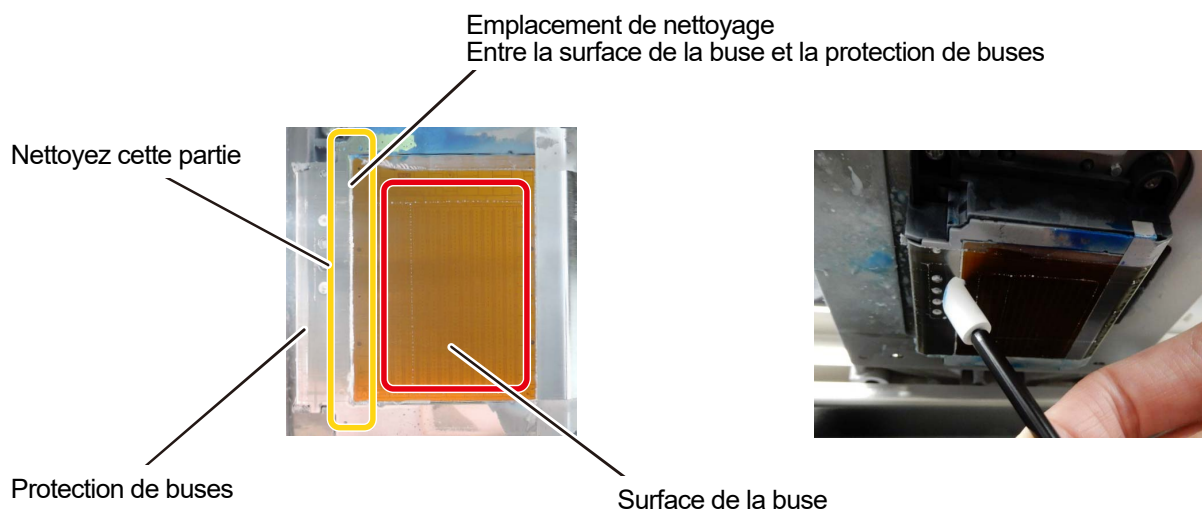 Emplacement de nettoyage
Entre la surface de la buse et la protection de buses
Nettoyez cette partie
Protection de buses
Surface de la buse